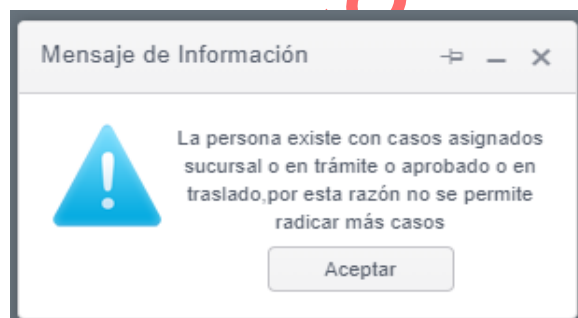 Mensaje de Información
La persona existe con casos asignados
sucursal o en trámite o aprobado o en
traslado,por esta razón no se permite
radicar más casos
Aceptar